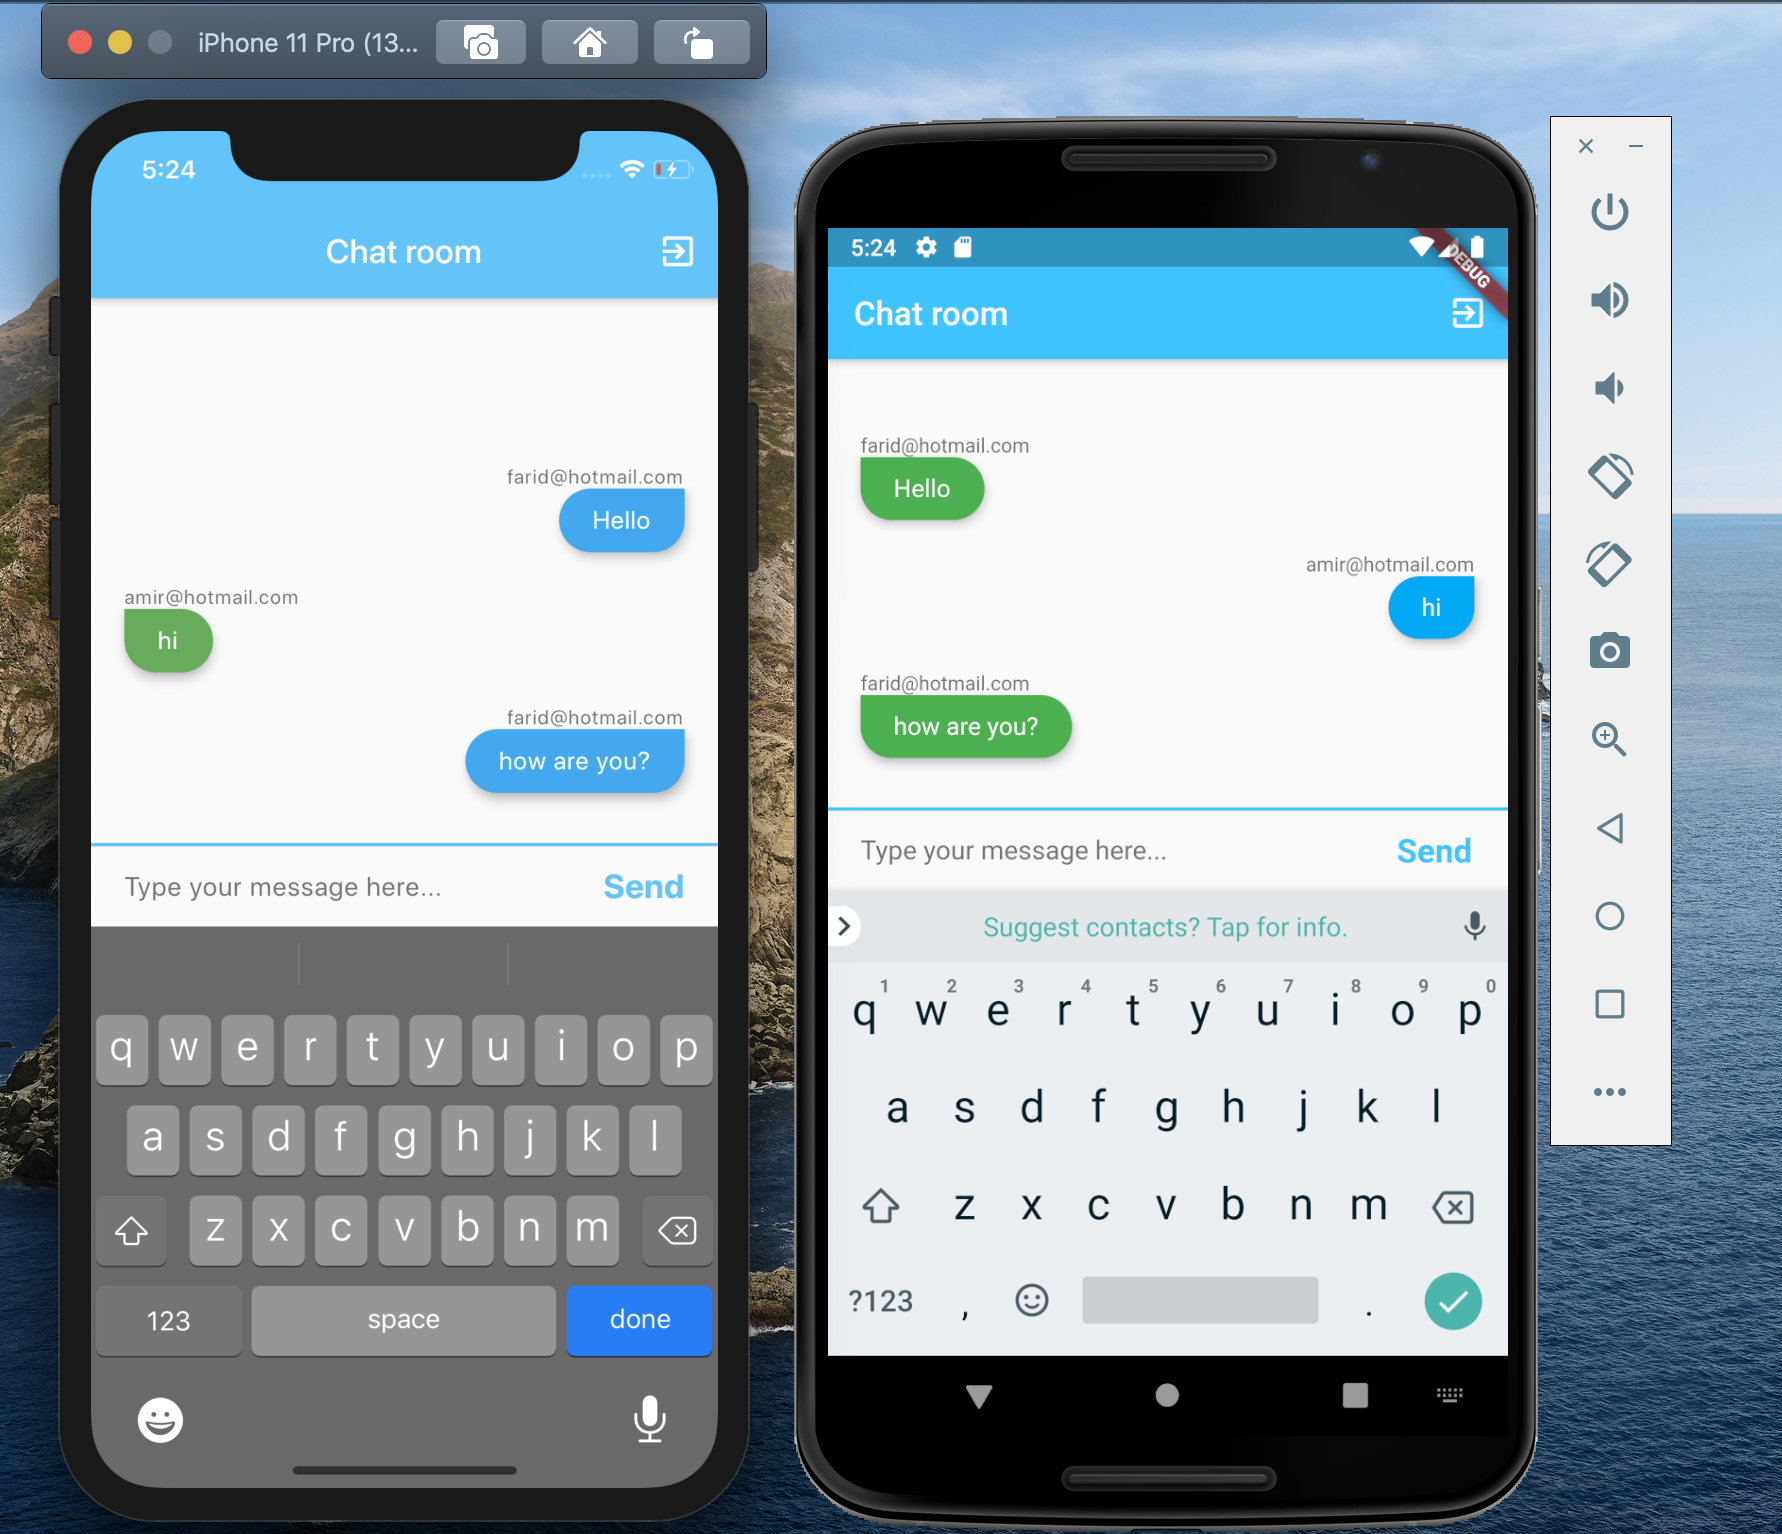 iPhone 11 Pro (13...
5:24
Chat room
farid@hotmail.com
Hello
amir@hotmail.com
hi
farid@hotmail.com
how are you?
Type your message here...
Send
q w e r t y u i o p
a s d f g h j k l
z x c v b n m
123 space done
5:24
DEBUG
Chat room
farid@hotmail.com
Hello
amir@hotmail.com
hi
farid@hotmail.com
how are you?
Type your message here...
Send
Suggest contacts? Tap for info.
1 2 3 4 5 6 7 8 9 0
q w e r t y u i o p
a s d f g h j k l
z x c v b n m
?123 , .